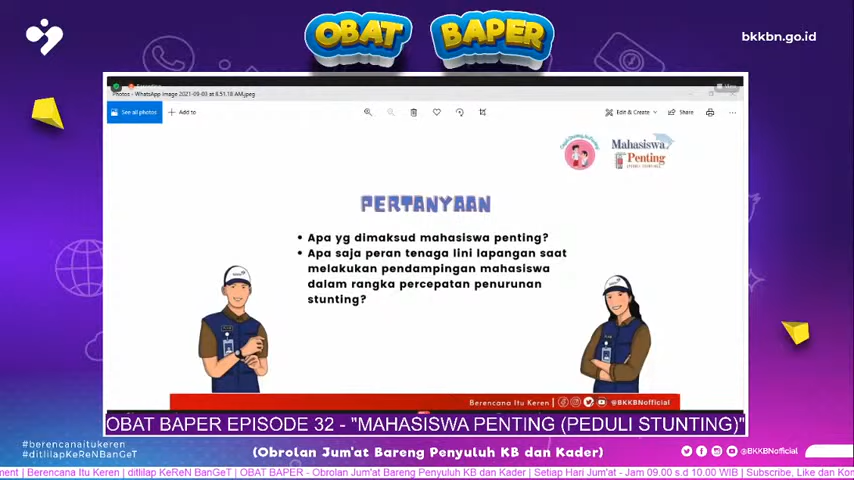 OBAT BAPER
bkkbn.go.id
Photos - WhatsApp Image 2021-09-03 at 8.51.18 AM.jpeg
See all photos
Add to
Edit & Create
Share
Mahasiswa
Penting
PERTANYAAN
• Apa yg dimaksud mahasiswa penting?
• Apa saja peran tenaga lini lapangan saat
melakukan pendampingan mahasiswa
dalam rangka percepatan penurunan
stunting?
Berencana Itu Keren | @BKKBNofficial
OBAT BAPER EPISODE 32 - "MAHASISWA PENTING (PEDULI STUNTING)"
#berencanaitukeren
#ditlilapKeReNBanGeT
(Obrolan Jum'at Bareng Penyuluh KB dan Kader)
@BKKBNofficial
ment | Berencana Itu Keren | ditlilap KeReN BanGeT | OBAT BAPER - Obrolan Jum'at Bareng Penyuluh KB dan Kader | Setiap Hari Jum'at - Jam 09.00 s.d 10.00 WIB | Subscribe, Like dan Kon